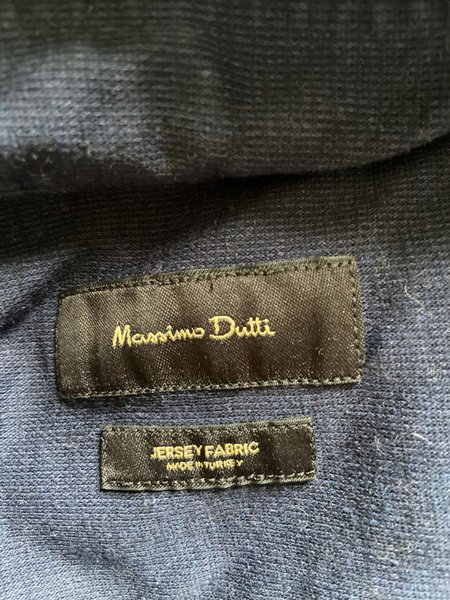 Massimo Dutti
JERSEY FABRIC
MADE IN TURKEY